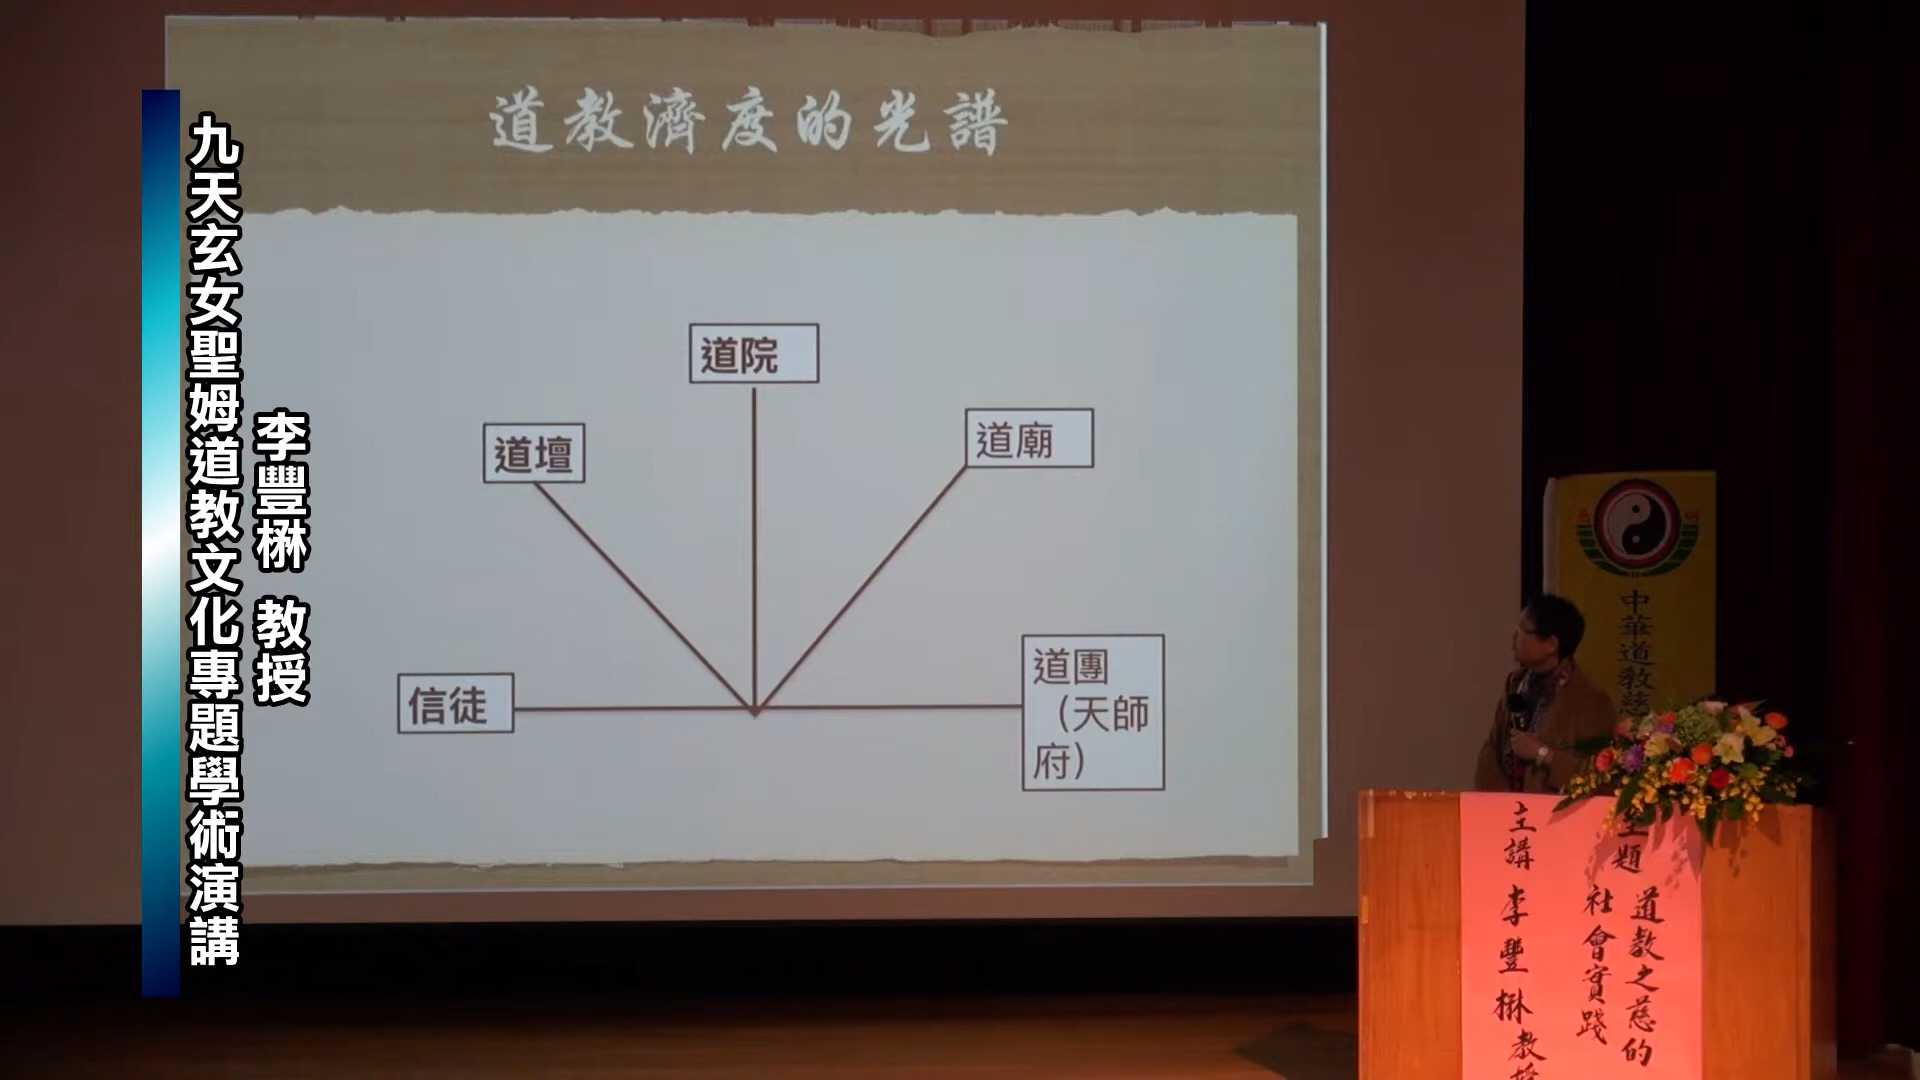 九天玄女聖姆道教文化專題學術演講
李豐楙 教授
道教濟度的光譜
道院
道壇
道廟
信徒
道團
（天師
府）
中華道教慈
主題 道教之慈的
社會實踐
主講 李豐楙教授